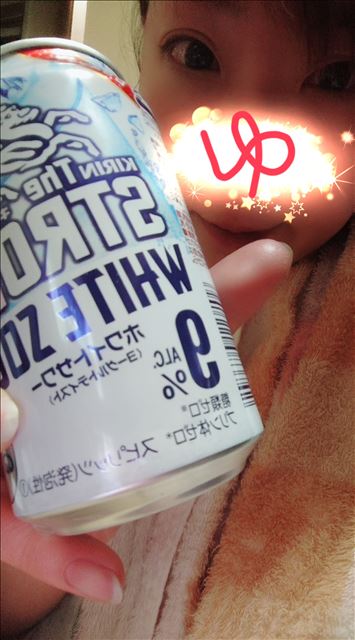 ゆ
KIRIN The
STRO
WHITE SO
ホワイトサワー
(ヨーグルトテイスト)
ALC.
9%
糖類ゼロ*
プリン体ゼロ*
スピリッツ(発泡性)①